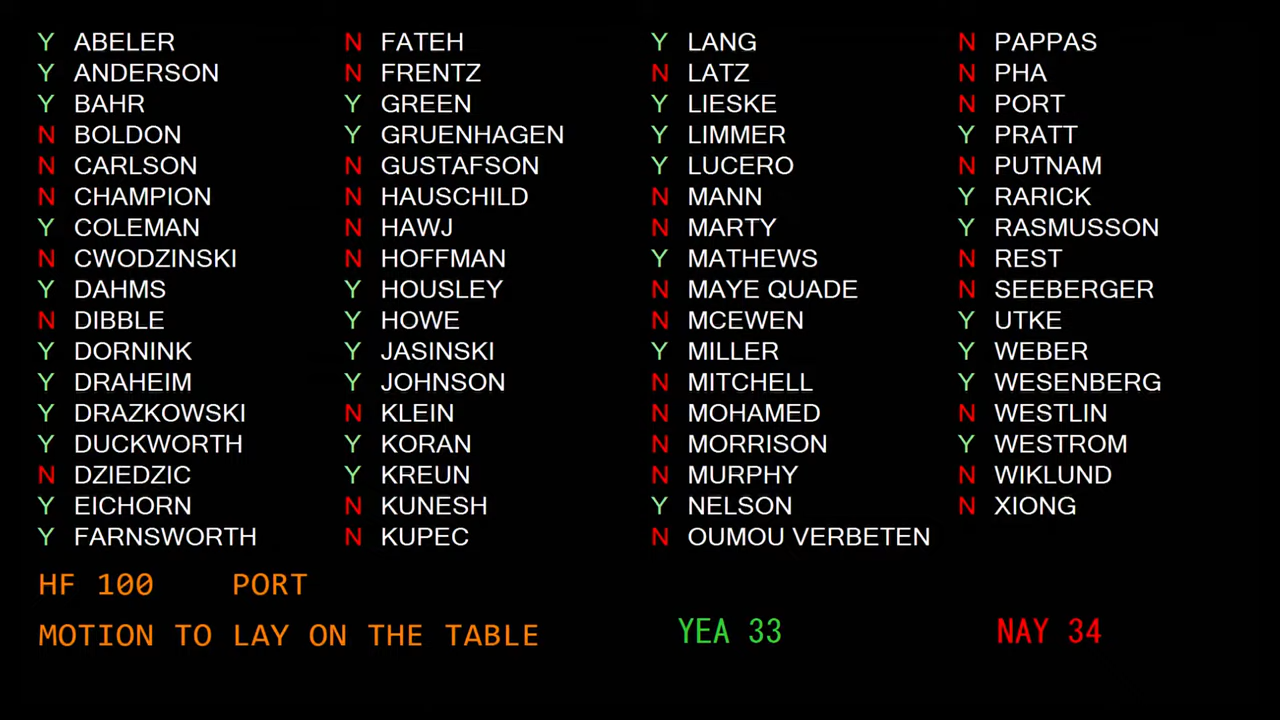 Y ABELER N FATEH Y LANG N PAPPAS
Y ANDERSON N FRENTZ N LATZ N PHA
Y BAHR Y GREEN Y LIESKE N PORT
N BOLDON Y GRUENHAGEN Y LIMMER Y PRATT
N CARLSON N GUSTAFSON Y LUCERO N PUTNAM
N CHAMPION N HAUSCHILD N MANN Y RARICK
Y COLEMAN N HAWJ N MARTY Y RASMUSSON
N CWODZINSKI N HOFFMAN Y MATHEWS N REST
Y DAHMS Y HOUSLEY N MAYE QUADE N SEEBERGER
N DIBBLE Y HOWE N MCEWEN Y UTKE
Y DORNINK Y JASINSKI Y MILLER Y WEBER
Y DRAHEIM Y JOHNSON N MITCHELL Y WESENBERG
Y DRAZKOWSKI N KLEIN N MOHAMED N WESTLIN
Y DUCKWORTH Y KORAN N MORRISON Y WESTROM
N DZIEDZIC Y KREUN N MURPHY N WIKLUND
Y EICHORN N KUNESH Y NELSON N XIONG
Y FARNSWORTH N KUPEC N OUMOU VERBETEN
HF 100 PORT
MOTION TO LAY ON THE TABLE YEA 33 NAY 34